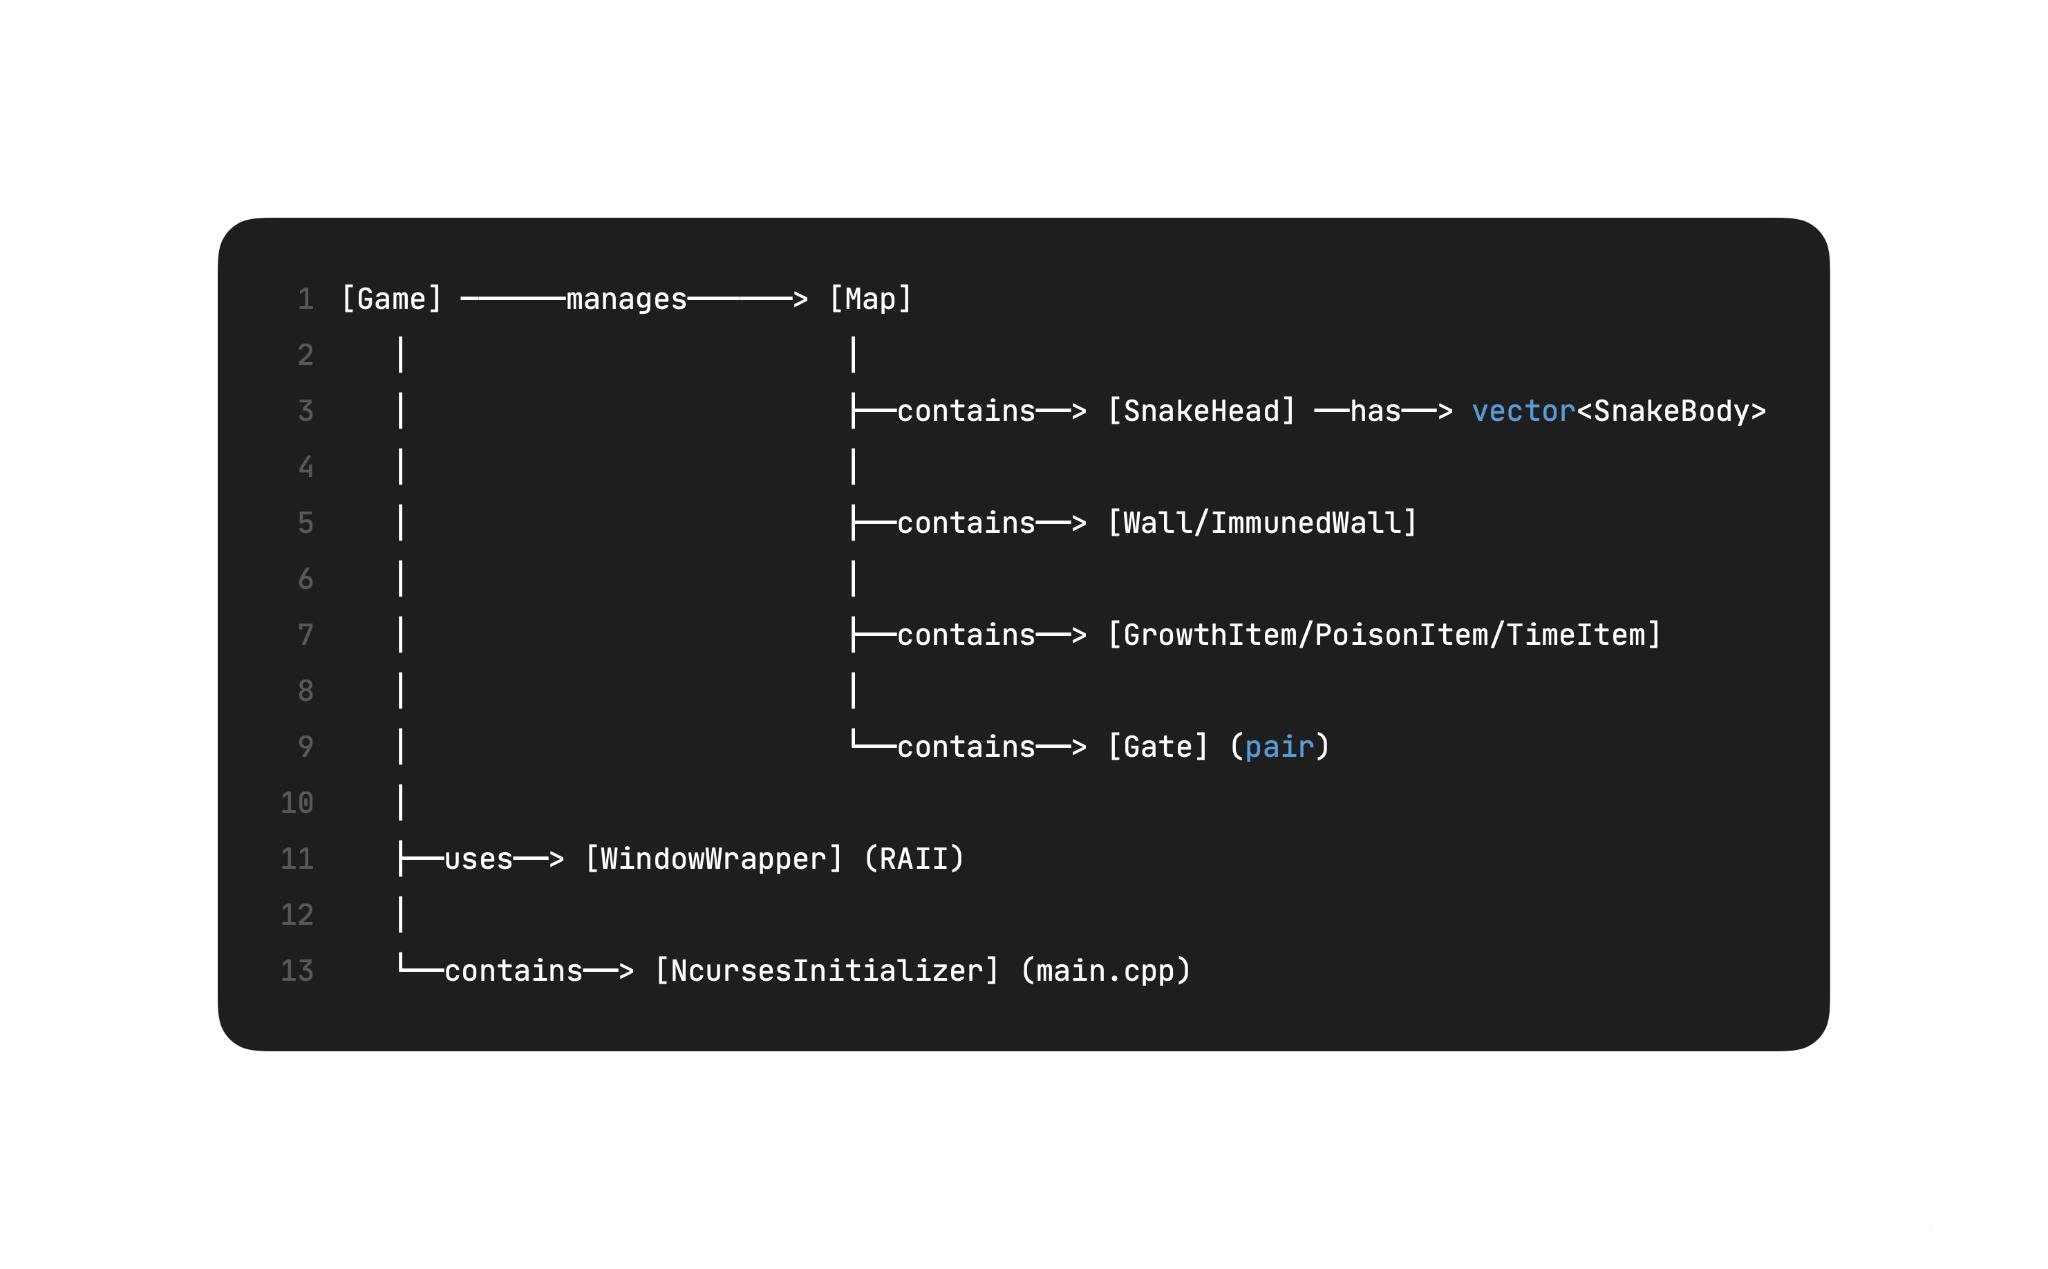 1 [Game] ──────manages──────> [Map]
2    │                         │
3    │                         ├──contains──> [SnakeHead] ──has──> vector<SnakeBody>
4    │                         │
5    │                         ├──contains──> [Wall/ImmunedWall]
6    │                         │
7    │                         ├──contains──> [GrowthItem/PoisonItem/TimeItem]
8    │                         │
9    │                         └──contains──> [Gate] (pair)
10    │
11    ├──uses──> [WindowWrapper] (RAII)
12    │
13    └──contains──> [NcursesInitializer] (main.cpp)